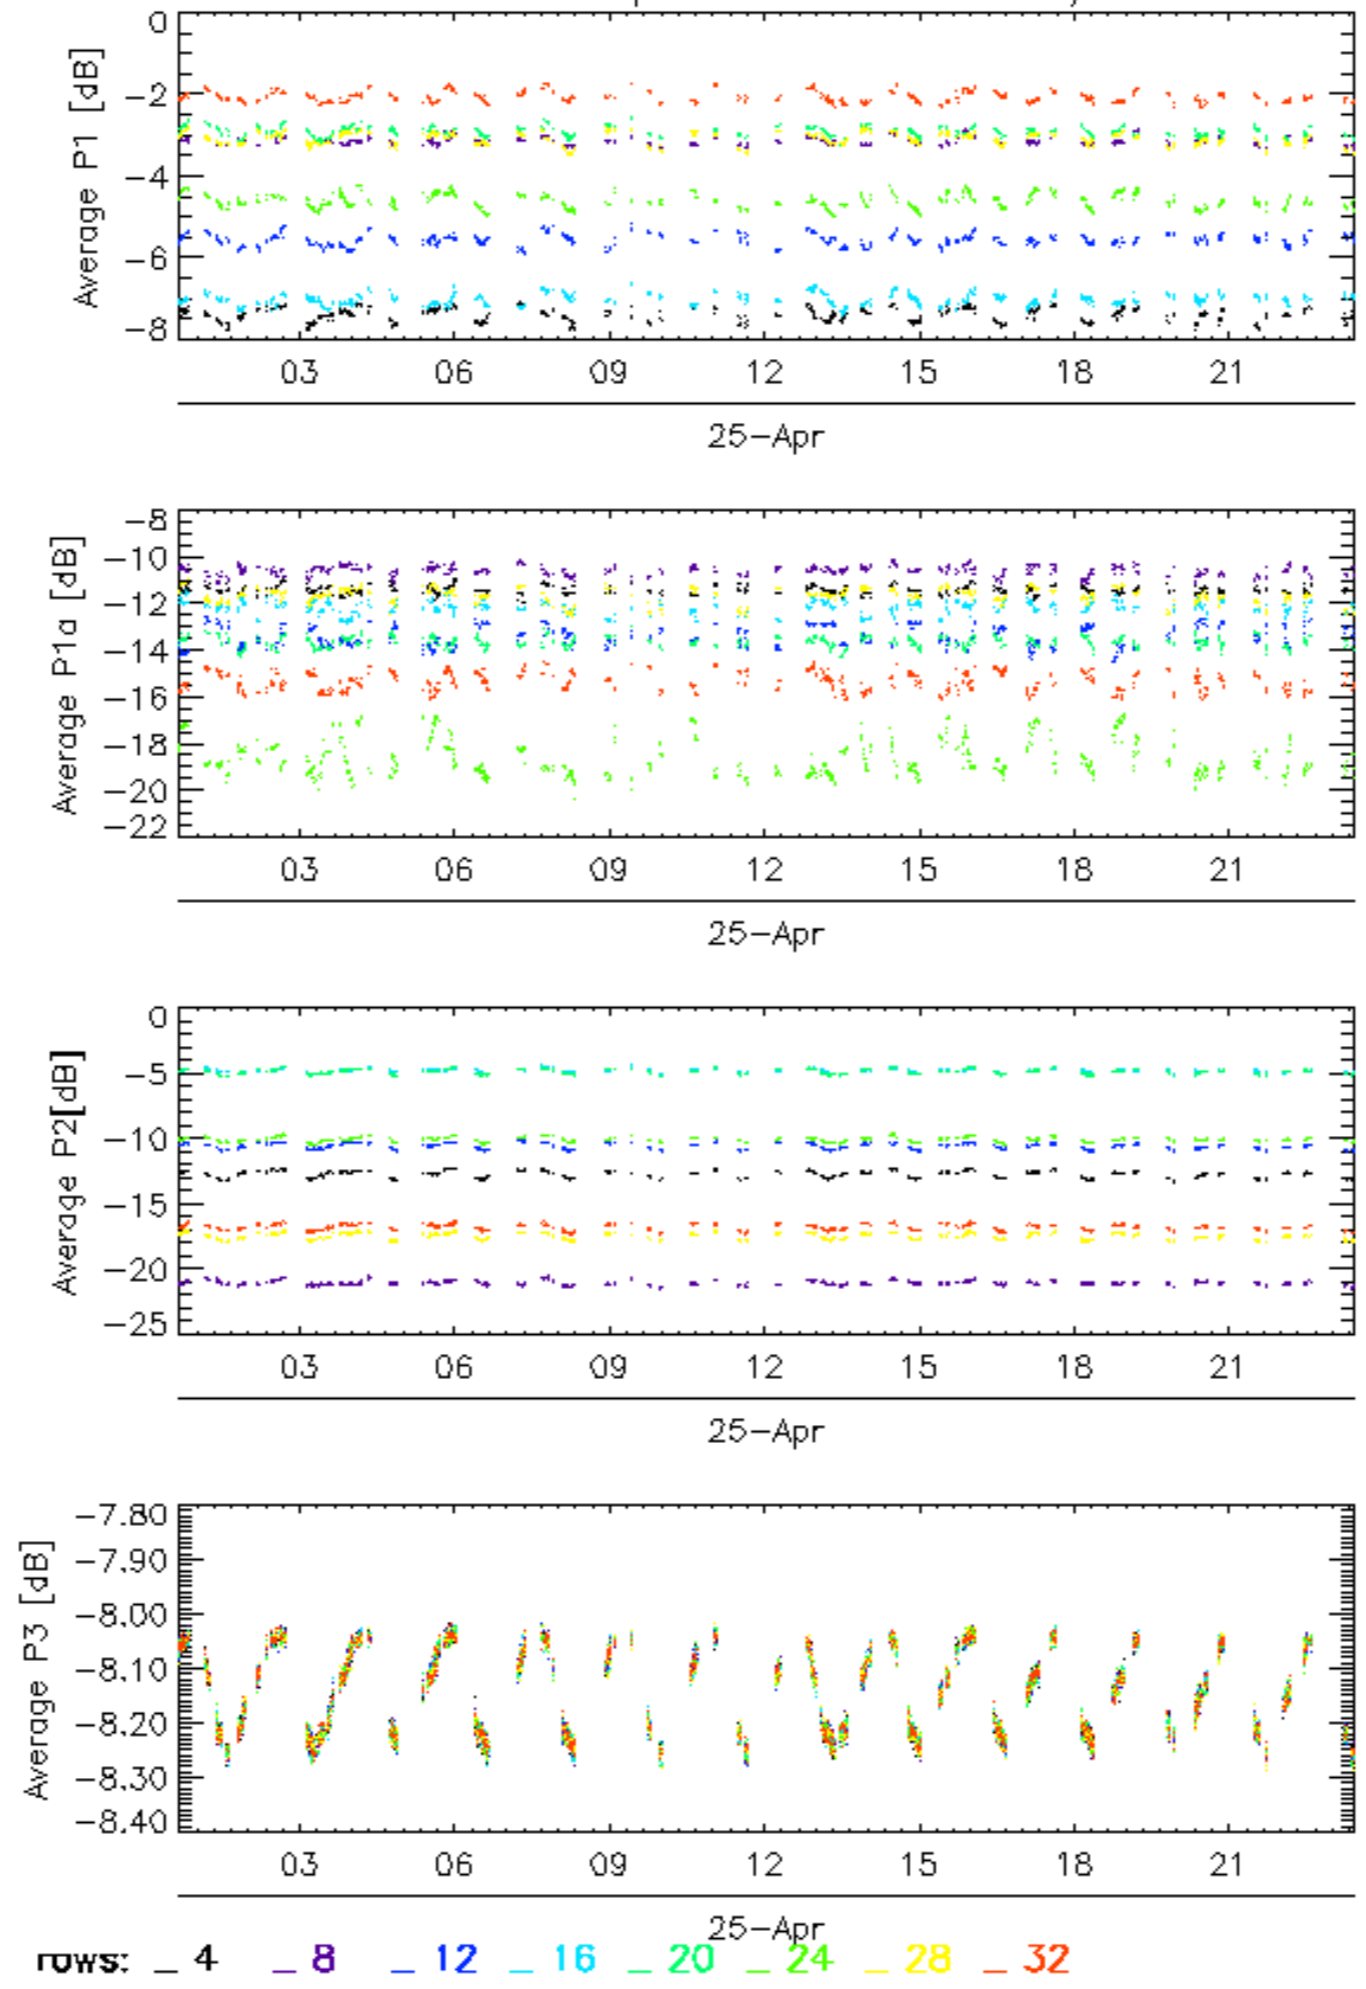 0
−2
−4
−6
−8
Average P1 [dB]
03 06 09 12 15 18 21
25−Apr
−8
−10
−12
−14
−16
−18
−20
−22
Average P1a [dB]
03 06 09 12 15 18 21
25−Apr
0
−5
−10
−15
−20
−25
Average P2[dB]
03 06 09 12 15 18 21
25−Apr
−7.80
−7.90
−8.00
−8.10
−8.20
−8.30
−8.40
Average P3 [dB]
03 06 09 12 15 18 21
25−Apr
rows: _ 4 _ 8 _ 12 _ 16 _ 20 _ 24 _ 28 _ 32